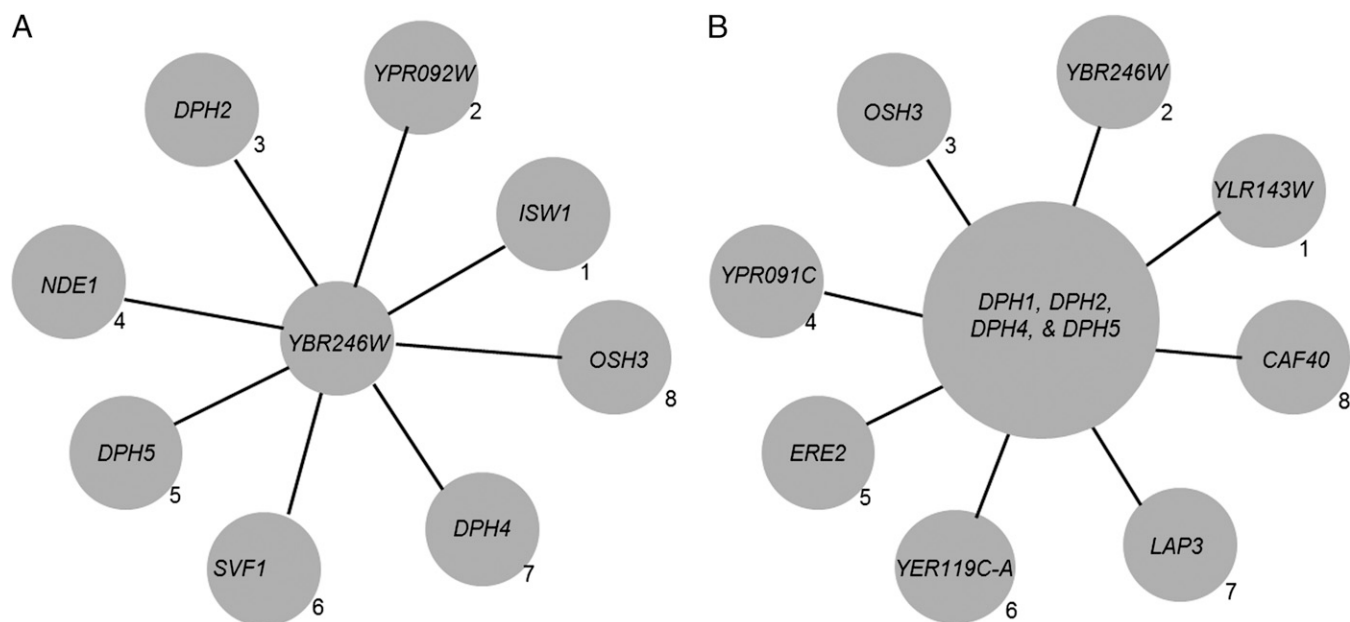 A
YPR092W
2
DPH2
3
ISW1
1
NDE1
4
YBR246W
OSH3
8
DPH5
5
DPH4
7
SVF1
6
B
YBR246W
2
OSH3
3
YLR143W
1
YPR091C
4
DPH1, DPH2,
DPH4, & DPH5
CAF40
8
ERE2
5
LAP3
7
YER119C-A
6